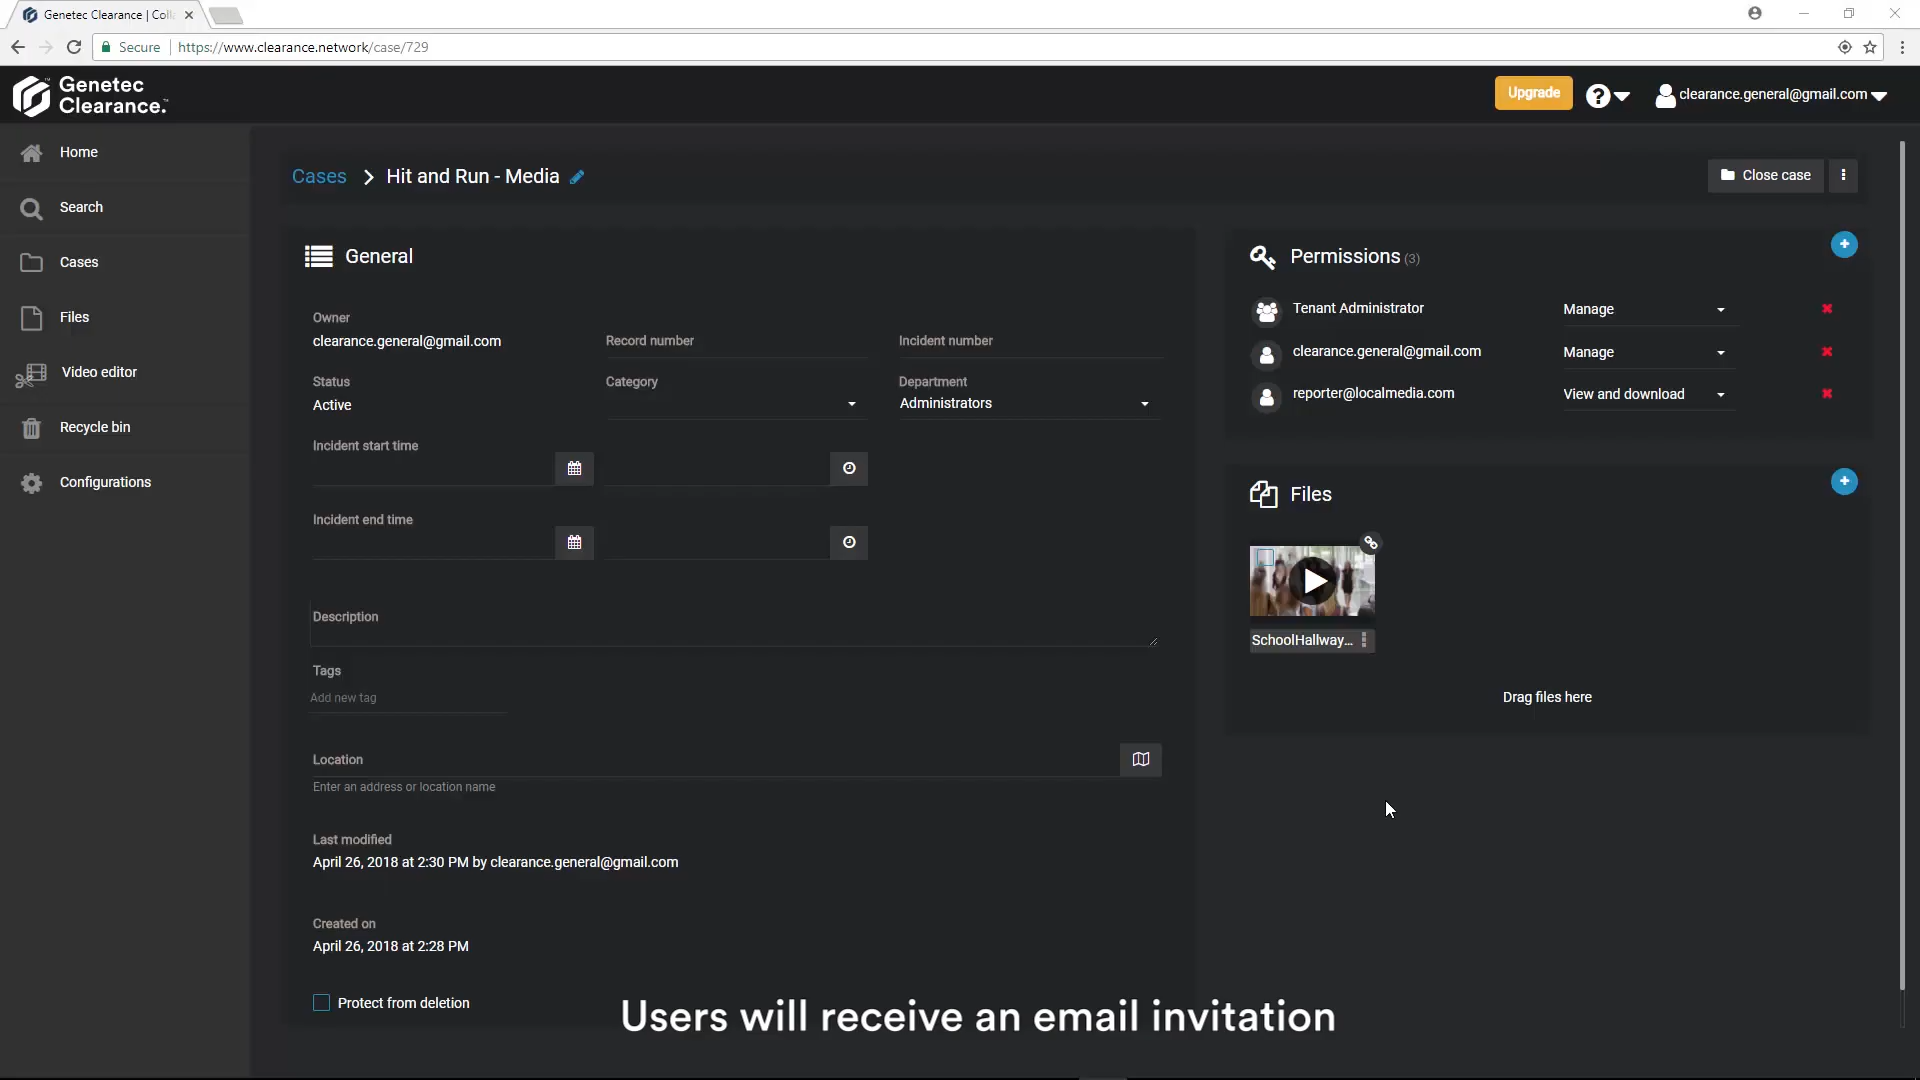 Genetec Clearance | Coll
Secure
https://www.clearance.network/case/729
Genetec
Clearance.™
Upgrade
clearance.general@gmail.com
Home
Search
Cases
Files
Video editor
Recycle bin
Configurations
Cases
Hit and Run - Media
Close case
General
Owner
clearance.general@gmail.com
Record number
Incident number
Status
Active
Category
Department
Administrators
Incident start time
Incident end time
Description
Tags
Add new tag
Location
Enter an address or location name
Last modified
April 26, 2018 at 2:30 PM by clearance.general@gmail.com
Created on
April 26, 2018 at 2:28 PM
Protect from deletion
Permissions (3)
Tenant Administrator
Manage
clearance.general@gmail.com
Manage
reporter@localmedia.com
View and download
Files
SchoolHallway...
Drag files here
Users will receive an email invitation